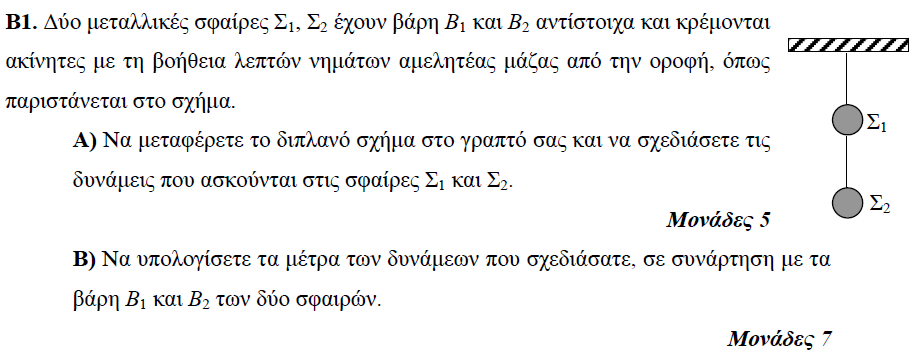 Β1. Δύο μεταλλικές σφαίρες Σ1, Σ2 έχουν βάρη Β1 και Β2 αντίστοιχα και κρέμονται
ακίνητες με τη βοήθεια λεπτών νημάτων αμελητέας μάζας από την οροφή, όπως
παριστάνεται στο σχήμα.
Α) Να μεταφέρετε το διπλανό σχήμα στο γραπτό σας και να σχεδιάσετε τις
δυνάμεις που ασκούνται στις σφαίρες Σ1 και Σ2.
Μονάδες 5
Β) Να υπολογίσετε τα μέτρα των δυνάμεων που σχεδιάσατε, σε συνάρτηση με τα
βάρη Β1 και Β2 των δύο σφαιρών.
Μονάδες 7
Σ1
Σ2